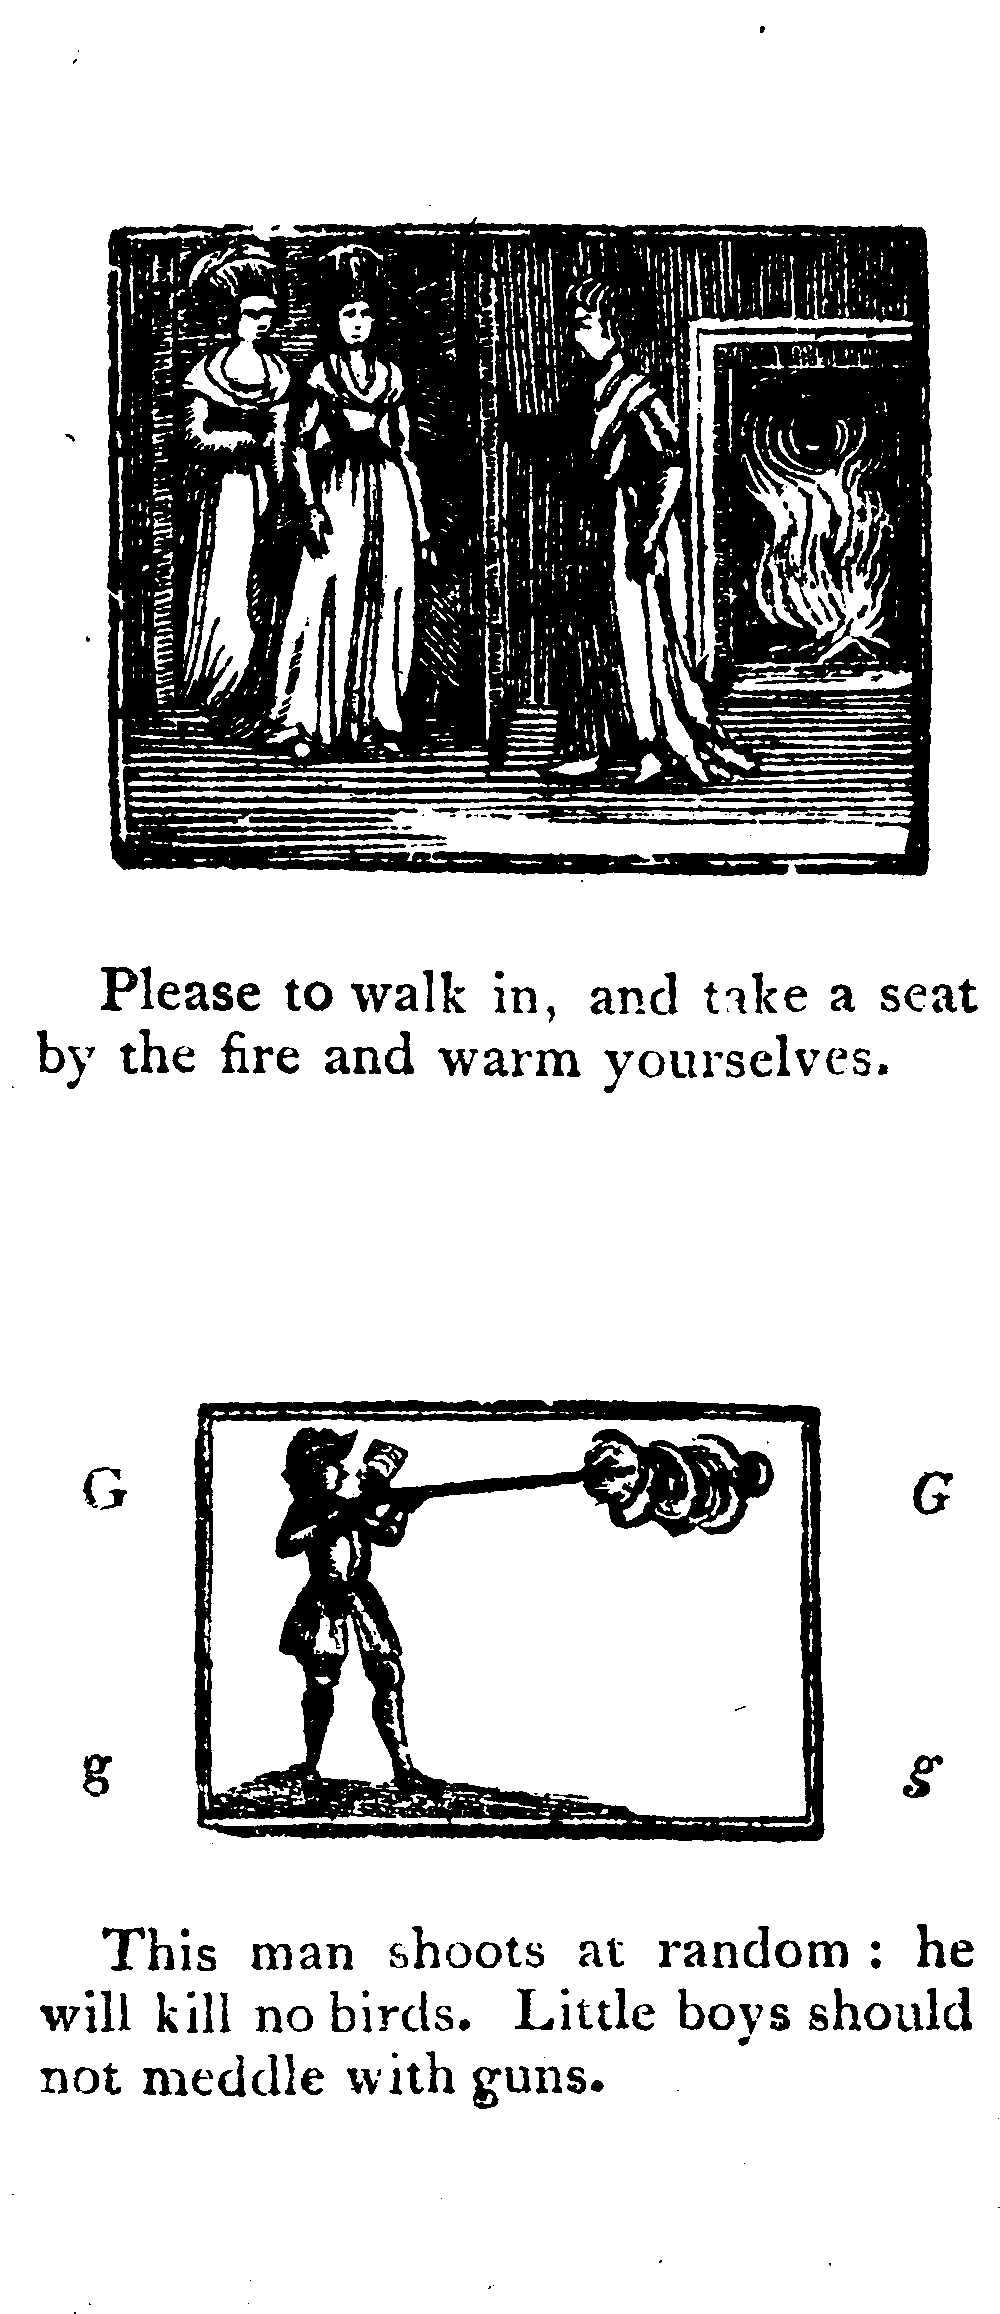 Please to walk in, and take a seat
by the fire and warm yourselves.
G G
g g
This man shoots at random : he
will kill no birds. Little boys should
not meddle with guns.